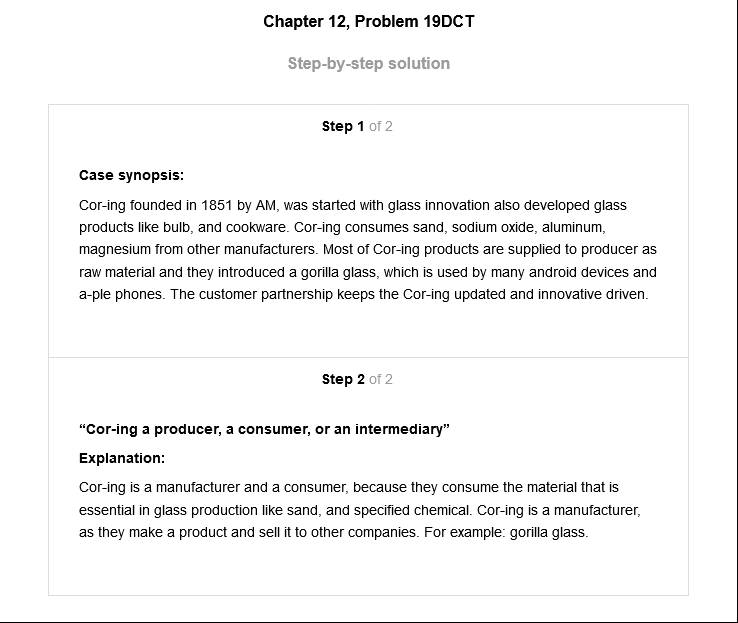 Chapter 12, Problem 19DCT
Step-by-step solution
Step 1 of 2
Case synopsis:
Cor-ing founded in 1851 by AM, was started with glass innovation also developed glass
products like bulb, and cookware. Cor-ing consumes sand, sodium oxide, aluminum,
magnesium from other manufacturers. Most of Cor-ing products are supplied to producer as
raw material and they introduced a gorilla glass, which is used by many android devices and
a-ple phones. The customer partnership keeps the Cor-ing updated and innovative driven.
Step 2 of 2
“Cor-ing a producer, a consumer, or an intermediary”
Explanation:
Cor-ing is a manufacturer and a consumer, because they consume the material that is
essential in glass production like sand, and specified chemical. Cor-ing is a manufacturer,
as they make a product and sell it to other companies. For example: gorilla glass.